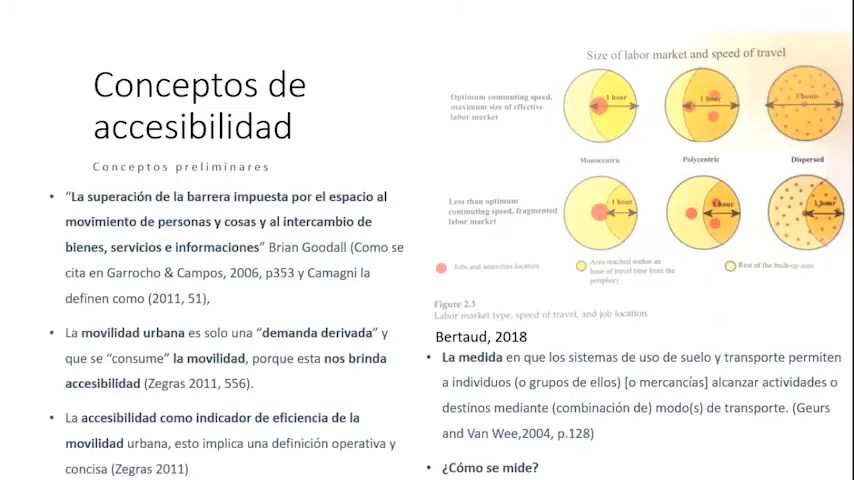 Conceptos de
accesibilidad
Conceptos preliminares
• “La superación de la barrera impuesta por el espacio al
movimiento de personas y cosas y al intercambio de
bienes, servicios e informaciones” Brian Goodall (Como se
cita en Garrocho & Campos, 2006, p353 y Camagni la
definen como (2011, 51),
• La movilidad urbana es solo una “demanda derivada” y
que se “consume” la movilidad, porque esta nos brinda
accesibilidad (Zegras 2011, 556).
• La accesibilidad como indicador de eficiencia de la
movilidad urbana, esto implica una definición operativa y
concisa (Zegras 2011)
Size of labor market and speed of travel
Optimum commuting speed,
maximum size of effective
labor market
1 hour
1 hour
1 hour
Monocentric
Polycentric
Dispersed
Less than optimum
commuting speed, fragmented
labor market
1 hour
1 hour
1 hour
Jobs and amenities location
Area reached within an
hour of travel time from the
periphery
Rest of the built-up area
Figure 2.3
Labor market type, speed of travel, and job location.
Bertaud, 2018
• La medida en que los sistemas de uso de suelo y transporte permiten
a individuos (o grupos de ellos) [o mercancías] alcanzar actividades o
destinos mediante (combinación de) modo(s) de transporte. (Geurs
and Van Wee,2004, p.128)
• ¿Cómo se mide?